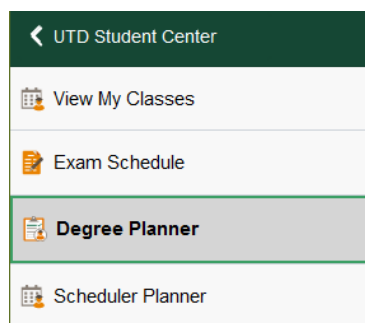 UTD Student Center
View My Classes
Exam Schedule
Degree Planner
Scheduler Planner